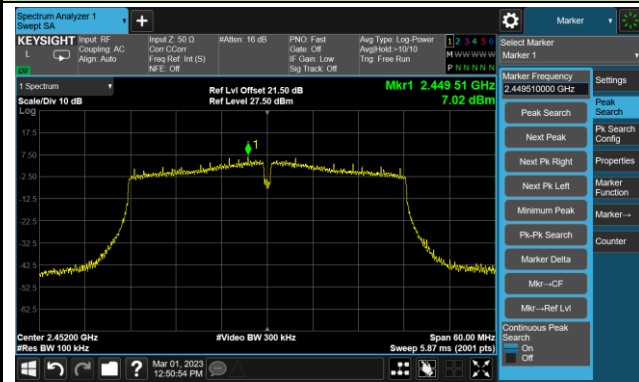 Spectrum Analyzer 1
Swept SA
Marker
KEYSIGHT
L
Input: RF
Coupling: AC
Align: Auto
Input Z: 50 Ω
Corr CCorr
Freq Ref: Int (S)
NFE: Off
#Atten: 16 dB
PNO: Fast
Gate: Off
IF Gain: Low
Sig Track: Off
Avg Type: Log-Power
Avg|Hold:>10/10
Trig: Free Run
1 2 3 4 5 6
M W W W W W
P N N N N N
1 Spectrum
Scale/Div 10 dB
Log
Ref Lvl Offset 21.50 dB
Ref Level 27.50 dBm
Mkr1 2.449 51 GHz
7.02 dBm
17.5
7.50
-2.50
-12.5
-22.5
-32.5
-42.5
-52.5
-62.5
1
Center 2.45200 GHz
#Res BW 100 kHz
#Video BW 300 kHz
Span 60.00 MHz
Sweep 5.87 ms (2001 pts)
Mar 01, 2023
12:50:54 PM
Select Marker
Marker 1
Marker Frequency
2.449510000 GHz
Peak Search
Next Peak
Next Pk Right
Next Pk Left
Minimum Peak
Pk-Pk Search
Marker Delta
Mkr→CF
Mkr→Ref Lvl
Continuous Peak
Search
On
Off
Settings
Peak
Search
Pk Search
Config
Properties
Marker
Function
Marker→
Counter